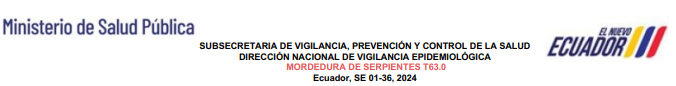 Ministerio de Salud Pública
SUBSECRETARIA DE VIGILANCIA, PREVENCIÓN Y CONTROL DE LA SALUD
DIRECCIÓN NACIONAL DE VIGILANCIA EPIDEMIOLÓGICA
MORDEDURA DE SERPIENTES T63.0
Ecuador, SE 01-36, 2024
EL NUEVO
ECUADOR